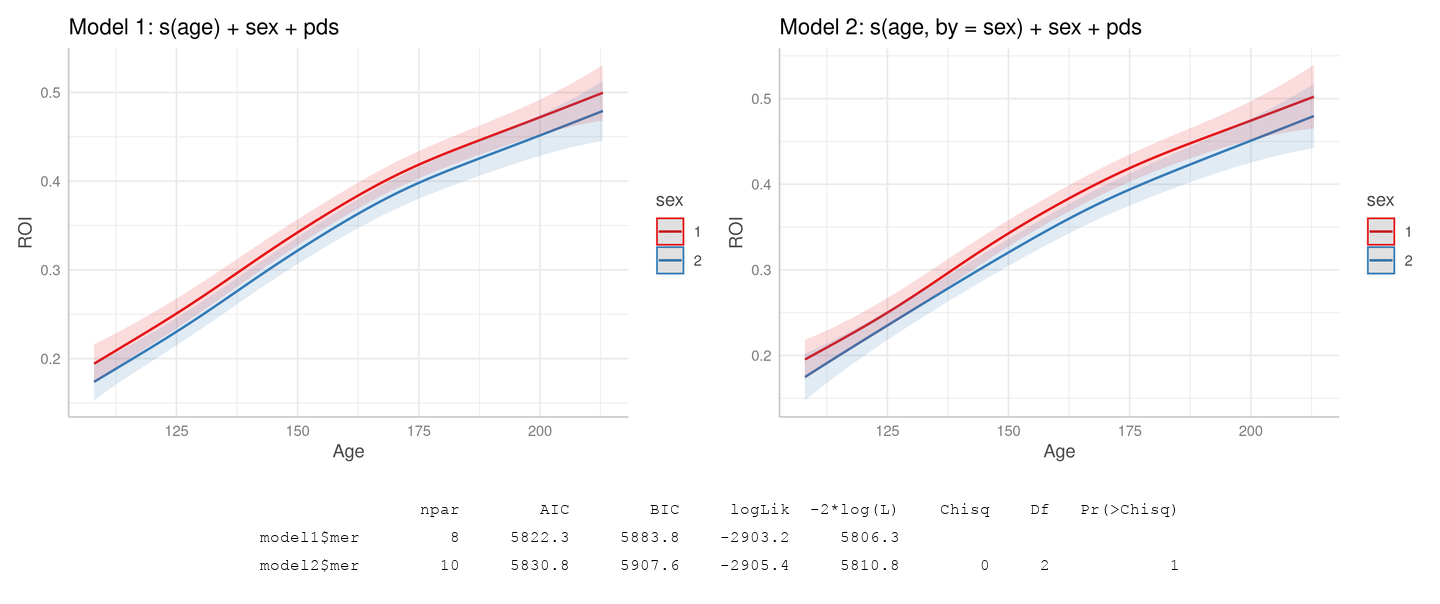 Model 1: s(age) + sex + pds
0.5
0.4
0.3
0.2
ROI
125 150 175 200
Age
sex
1
2
Model 2: s(age, by = sex) + sex + pds
0.5
0.4
0.3
0.2
ROI
125 150 175 200
Age
sex
1
2
npar AIC BIC logLik -2*log(L) Chisq Df Pr(>Chisq)
model1$mer 8 5822.3 5883.8 -2903.2 5806.3
model2$mer 10 5830.8 5907.6 -2905.4 5810.8 0 2 1